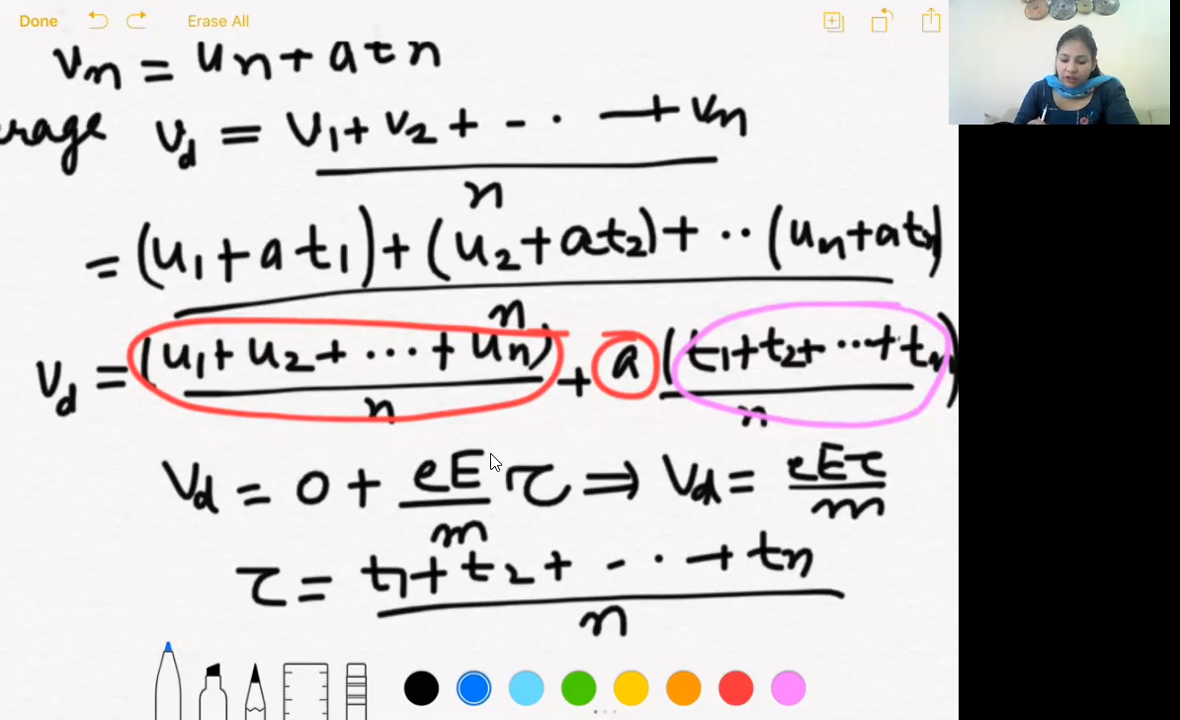 Done Erase All
vn = un + atn
erage vd = v1 + v2 + - · · — + vn
n
= (u1 + at1) + (u2 + at2) + ·· (un + atn)
n
vd = (u1 + u2 + ··· + un) + a (t1 + t2 + ··· + tn)
n n
Vd = 0 + eE τ ⇒ Vd = eEτ
m m
τ = t1 + t2 + - · · → tn
n